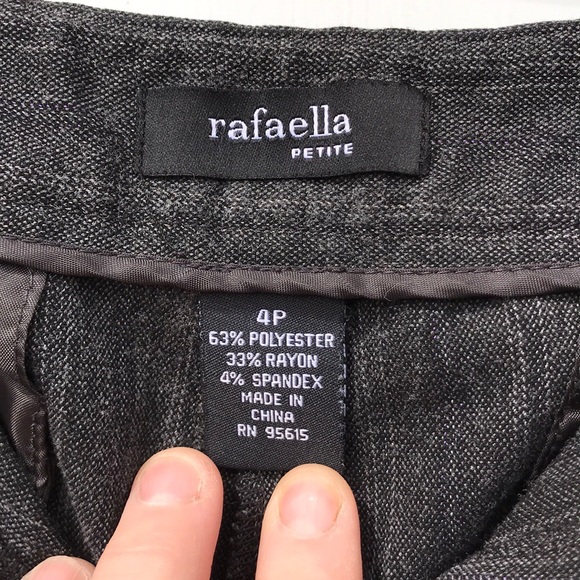 rafaella
PETITE
4P
63% POLYESTER
33% RAYON
4% SPANDEX
MADE IN
CHINA
RN 95615